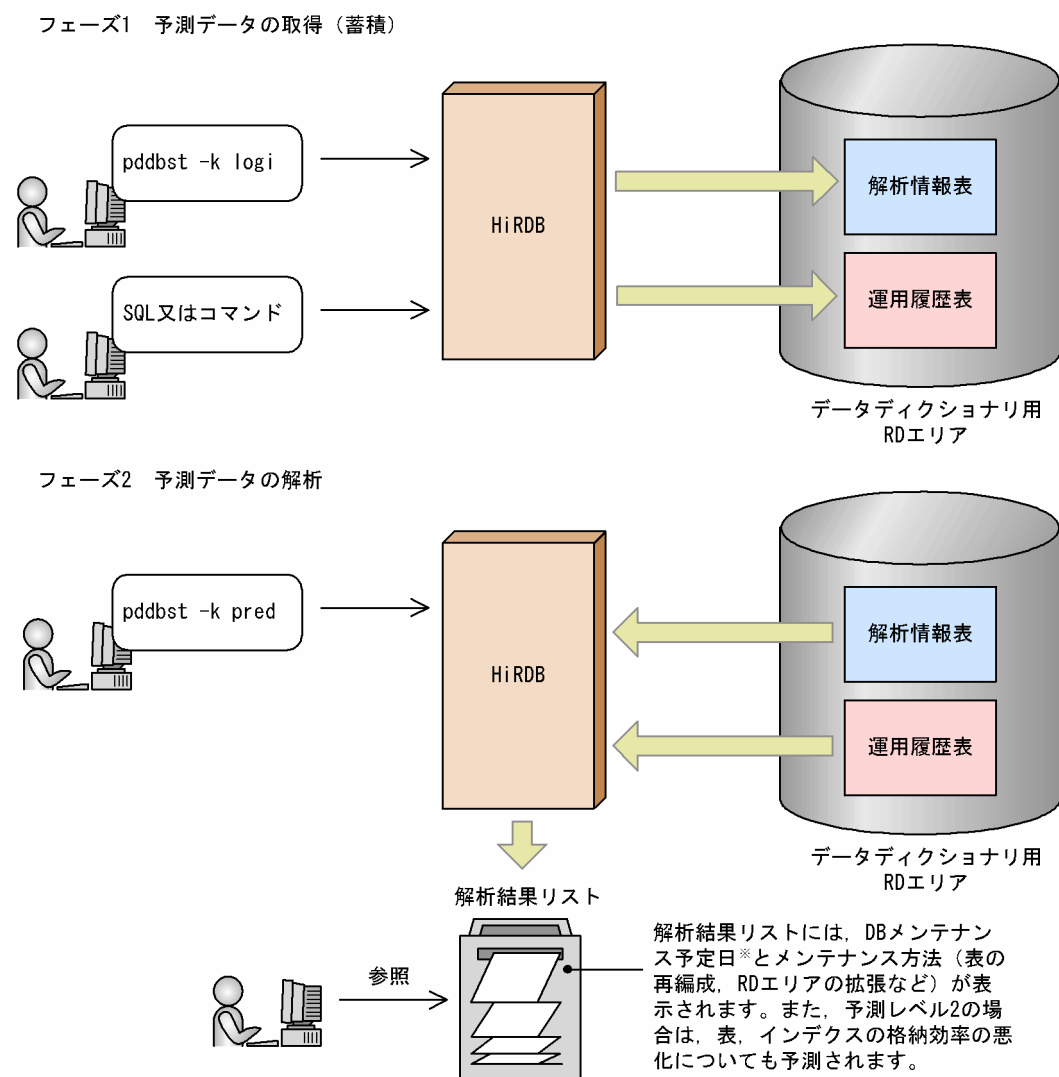 フェーズ1　予測データの取得（蓄積）
pddbst -k logi
HiRDB
解析情報表
SQL又はコマンド
運用履歴表
データディクショナリ用
RDエリア
フェーズ2　予測データの解析
pddbst -k pred
HiRDB
解析情報表
運用履歴表
データディクショナリ用
RDエリア
解析結果リスト
参照
解析結果リストには，DBメンテナン
ス予定日※とメンテナンス方法（表の
再編成，RDエリアの拡張など）が表
示されます。また，予測レベル2の場
合は，表，インデクスの格納効率の悪
化についても予測されます。